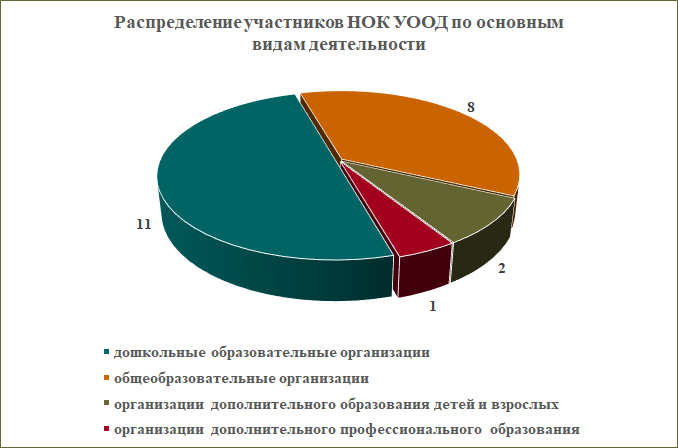 Распределение участников НОК УООД по основным
видам деятельности
8
11
2
1
дошкольные образовательные организации
общеобразовательные организации
организации дополнительного образования детей и взрослых
организации дополнительного профессионального образования